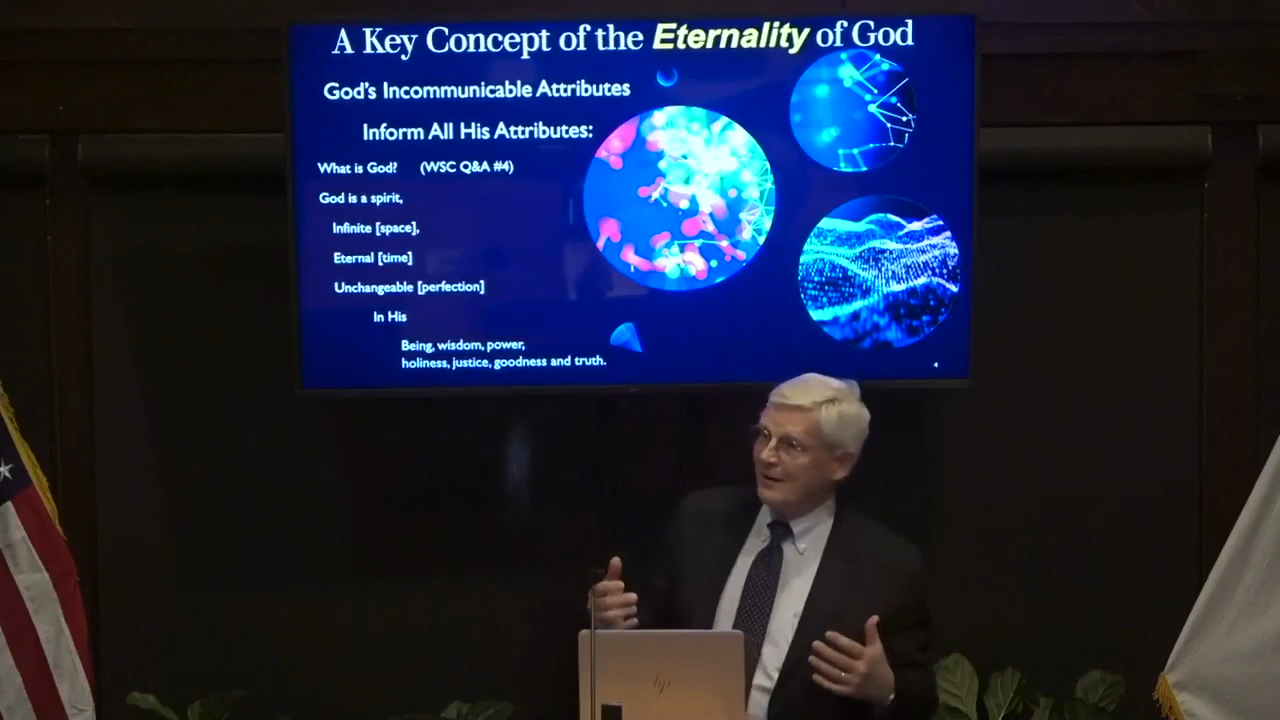 A Key Concept of the Eternality of God
God's Incommunicable Attributes
Inform All His Attributes:
What is God? (WSC Q&A #4)
God is a spirit,
Infinite [space],
Eternal [time]
Unchangeable [perfection]
In His
Being, wisdom, power,
holiness, justice, goodness and truth.
4
hp